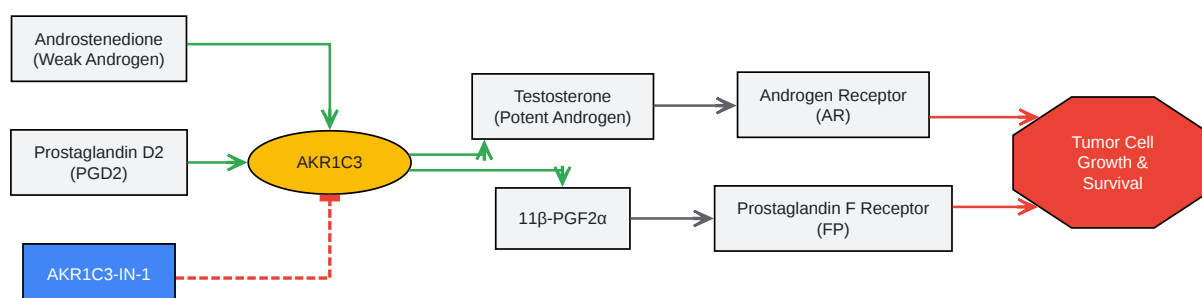 Androstenedione
(Weak Androgen)
Prostaglandin D2
(PGD2)
AKR1C3-IN-1
AKR1C3
Testosterone
(Potent Androgen)
11β-PGF2α
Androgen Receptor
(AR)
Prostaglandin F Receptor
(FP)
Tumor Cell
Growth &
Survival